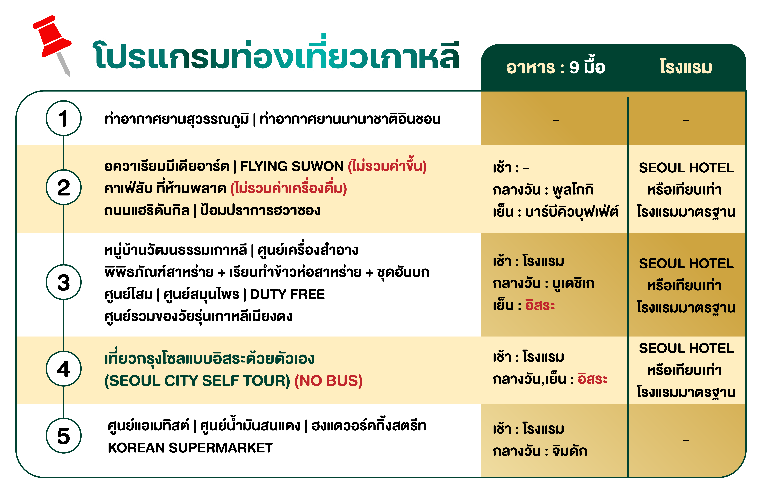 โปรแกรมท่องเที่ยวเกาหลี
อาหาร : 9 มื้อ
โรงแรม
1
ท่าอากาศยานสุวรรณภูมิ | ท่าอากาศยานนานาชาติอินชอน
–
–
2
อควาเรียมมีเดียอาร์ต | FLYING SUWON (ไม่รวมค่าขึ้น)
คาเฟ่ลับ ที่ห้ามพลาด (ไม่รวมค่าเครื่องดื่ม)
ถนนแฮริดันกิล | ป้อมปราการฮวาซอง
เช้า : –
กลางวัน : พูลโกกิ
เย็น : บาร์บีคิวบุฟเฟ่ต์
SEOUL HOTEL
หรือเทียบเท่า
โรงแรมมาตรฐาน
3
หมู่บ้านวัฒนธรรมเกาหลี | ศูนย์เครื่องสำอาง
พิพิธภัณฑ์สาหร่าย + เรียนทำข้าวห่อสาหร่าย + ชุดฮันบก
ศูนย์โสม | ศูนย์สมุนไพร | DUTY FREE
ศูนย์รวมของวัยรุ่นเกาหลีเมียงดง
เช้า : โรงแรม
กลางวัน : บูเดชิเก
เย็น : อิสระ
SEOUL HOTEL
หรือเทียบเท่า
โรงแรมมาตรฐาน
4
เที่ยวกรุงโซลแบบอิสระด้วยตัวเอง
(SEOUL CITY SELF TOUR) (NO BUS)
เช้า : โรงแรม
กลางวัน,เย็น : อิสระ
SEOUL HOTEL
หรือเทียบเท่า
โรงแรมมาตรฐาน
5
ศูนย์แอเมทิสต์ | ศูนย์น้ำมันสนแดง | ฮงแดวอร์คกิ้งสตรีท
KOREAN SUPERMARKET
เช้า : โรงแรม
กลางวัน : จิมดัก
–